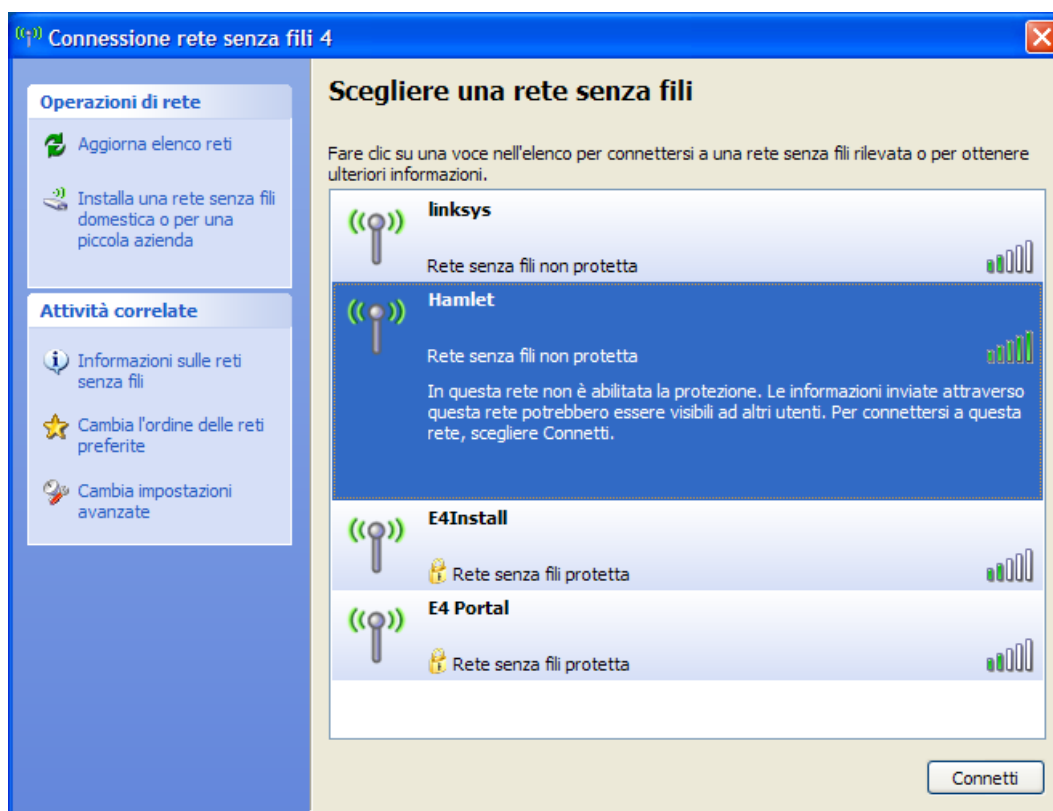 Connessione rete senza fili 4
Operazioni di rete
Aggiorna elenco reti
Installa una rete senza fili
domestica o per una
piccola azienda
Attività correlate
Informazioni sulle reti
senza fili
Cambia l'ordine delle reti
preferite
Cambia impostazioni
avanzate
Scegliere una rete senza fili
Fare clic su una voce nell'elenco per connettersi a una rete senza fili rilevata o per ottenere
ulteriori informazioni.
linksys
Rete senza fili non protetta
Hamlet
Rete senza fili non protetta
In questa rete non è abilitata la protezione. Le informazioni inviate attraverso
questa rete potrebbero essere visibili ad altri utenti. Per connettersi a questa
rete, scegliere Connetti.
E4Install
Rete senza fili protetta
E4 Portal
Rete senza fili protetta
Connetti